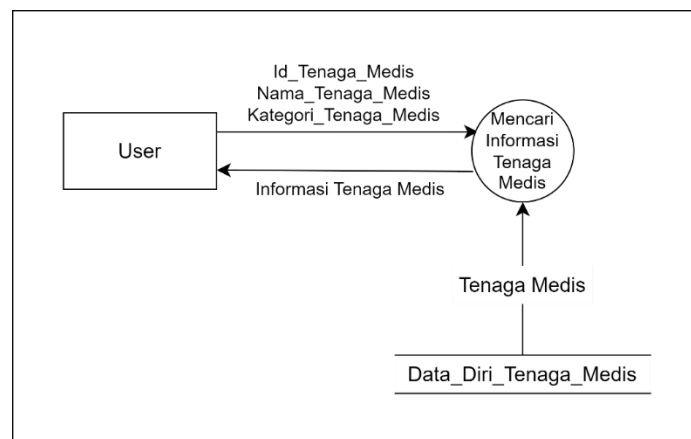 Id_Tenaga_Medis
Nama_Tenaga_Medis
Kategori_Tenaga_Medis
User
Mencari
Informasi
Tenaga
Medis
Informasi Tenaga Medis
Tenaga Medis
Data_Diri_Tenaga_Medis